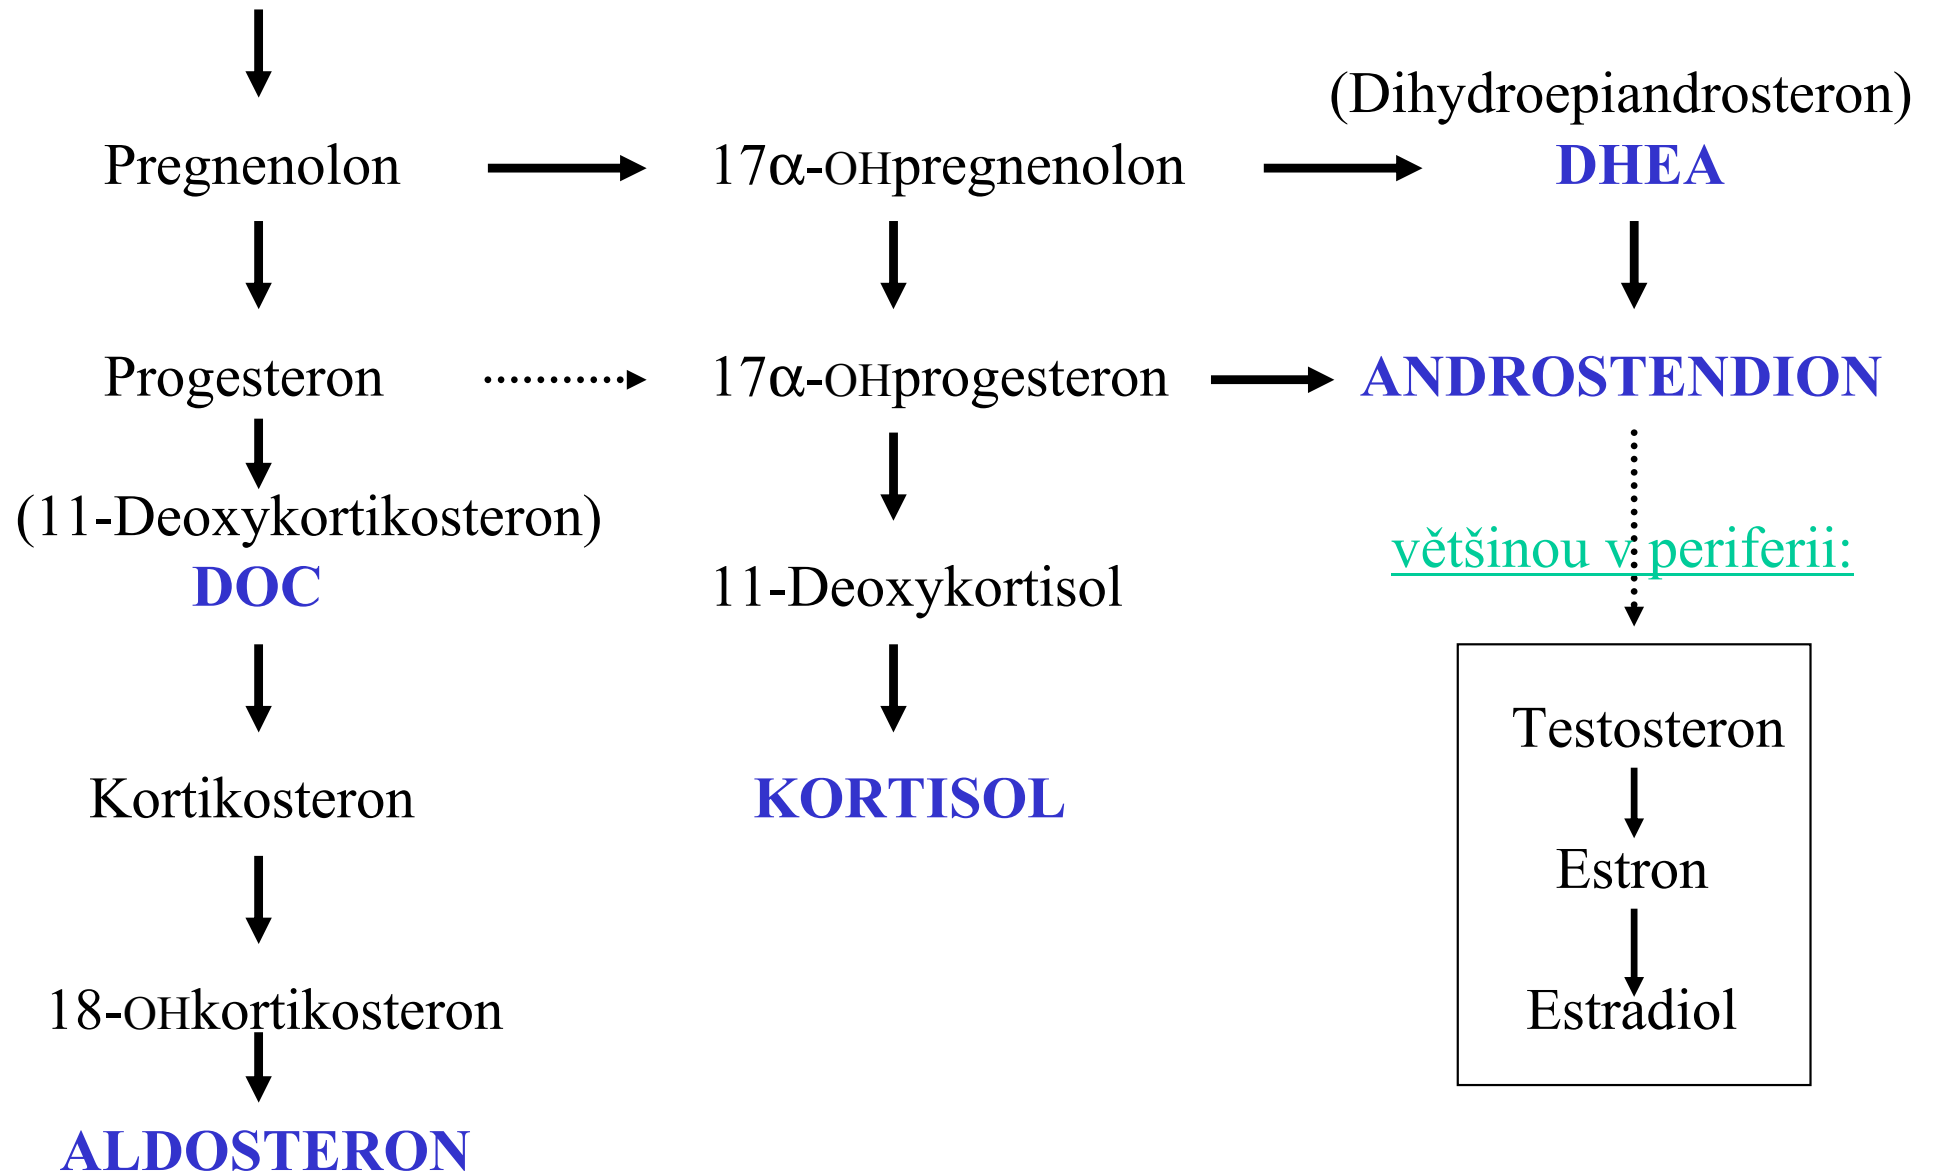 (Dihydroepiandrosteron)
Pregnenolon 17α-OHpregnenolon DHEA
Progesteron 17α-OHprogesteron ANDROSTENDION
(11-Deoxykortikosteron)
většinou v periferii:
DOC 11-Deoxykortisol
Testosteron
Kortikosteron KORTISOL
Estron
18-OHkortikosteron Estradiol
ALDOSTERON